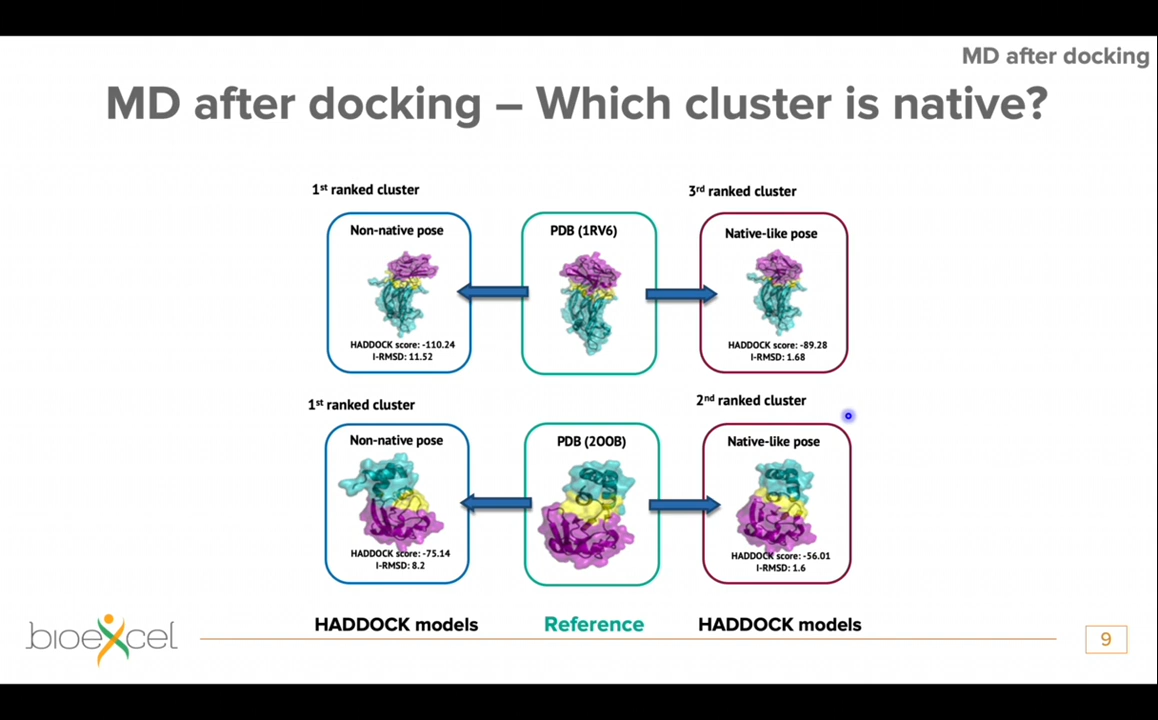 MD after docking
MD after docking – Which cluster is native?
1st ranked cluster
3rd ranked cluster
Non-native pose
PDB (1RV6)
Native-like pose
HADDOCK score: -110.24
I-RMSD: 11.52
HADDOCK score: -89.28
I-RMSD: 1.68
1st ranked cluster
2nd ranked cluster
Non-native pose
PDB (2OOB)
Native-like pose
HADDOCK score: -75.14
I-RMSD: 8.2
HADDOCK score: -56.01
I-RMSD: 1.6
HADDOCK models
Reference
HADDOCK models
bioexcel
9